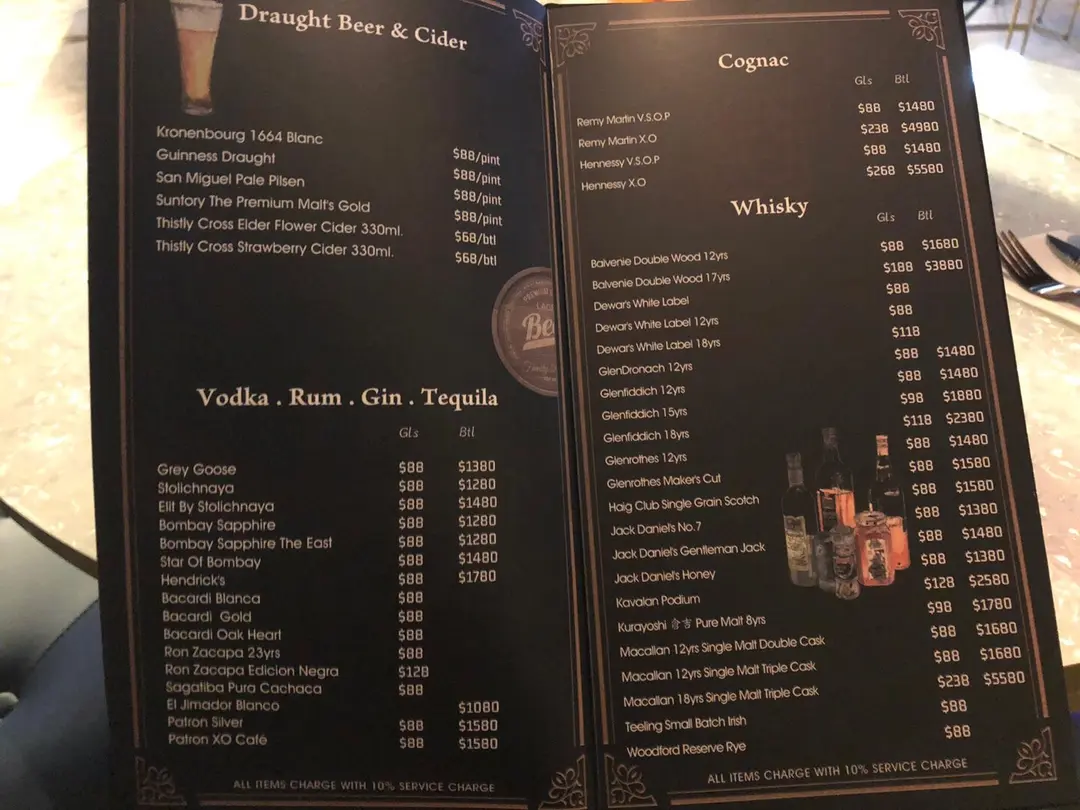 Draught Beer & Cider
Kronenbourg 1664 Blanc $88/pint
Guinness Draught $88/pint
San Miguel Pale Pilsen $88/pint
Suntory The Premium Malt's Gold $88/pint
Thistly Cross Elder Flower Cider 330ml. $68/btl
Thistly Cross Strawberry Cider 330ml. $68/btl
Vodka . Rum . Gin . Tequila
Gls Btl
Grey Goose $88 $1380
Stolichnaya $88 $1280
Elit By Stolichnaya $88 $1480
Bombay Sapphire $88 $1280
Bombay Sapphire The East $88 $1280
Star Of Bombay $88 $1480
Hendrick's $88 $1780
Bacardi Blanca $88
Bacardi Gold $88
Bacardi Oak Heart $88
Ron Zacapa 23yrs $88
Ron Zacapa Edicion Negra $128
Sagatiba Pura Cachaca $88
El Jimador Blanco $1080
Patron Silver $88 $1580
Patron XO Café $88 $1580
ALL ITEMS CHARGE WITH 10% SERVICE CHARGE
Cognac
Gls Btl
Remy Martin V.S.O.P $88 $1480
Remy Martin X.O $238 $4980
Hennessy V.S.O.P $88 $1480
Hennessy X.O $268 $5580
Whisky
Gls Btl
Balvenie Double Wood 12yrs $88 $1680
Balvenie Double Wood 17yrs $188 $3880
Dewar's White Label $88
Dewar's White Label 12yrs $88
Dewar's White Label 18yrs $118
GlenDronach 12yrs $88 $1480
Glenfiddich 12yrs $88 $1480
Glenfiddich 15yrs $98 $1880
Glenfiddich 18yrs $118 $2380
Glenrothes 12yrs $88 $1480
Glenrothes Maker's Cut $88 $1580
Haig Club Single Grain Scotch $88 $1580
Jack Daniel's No.7 $88 $1380
Jack Daniel's Gentleman Jack $88 $1480
Jack Daniel's Honey $88 $1380
Kavalan Podium $128 $2580
Kurayoshi 倉吉 Pure Malt 8yrs $98 $1780
Macallan 12yrs Single Malt Double Cask $88 $1680
Macallan 12yrs Single Malt Triple Cask $88 $1680
Macallan 18yrs Single Malt Triple Cask $238 $5580
Teeling Small Batch Irish $88
Woodford Reserve Rye $88
ALL ITEMS CHARGE WITH 10% SERVICE CHARGE